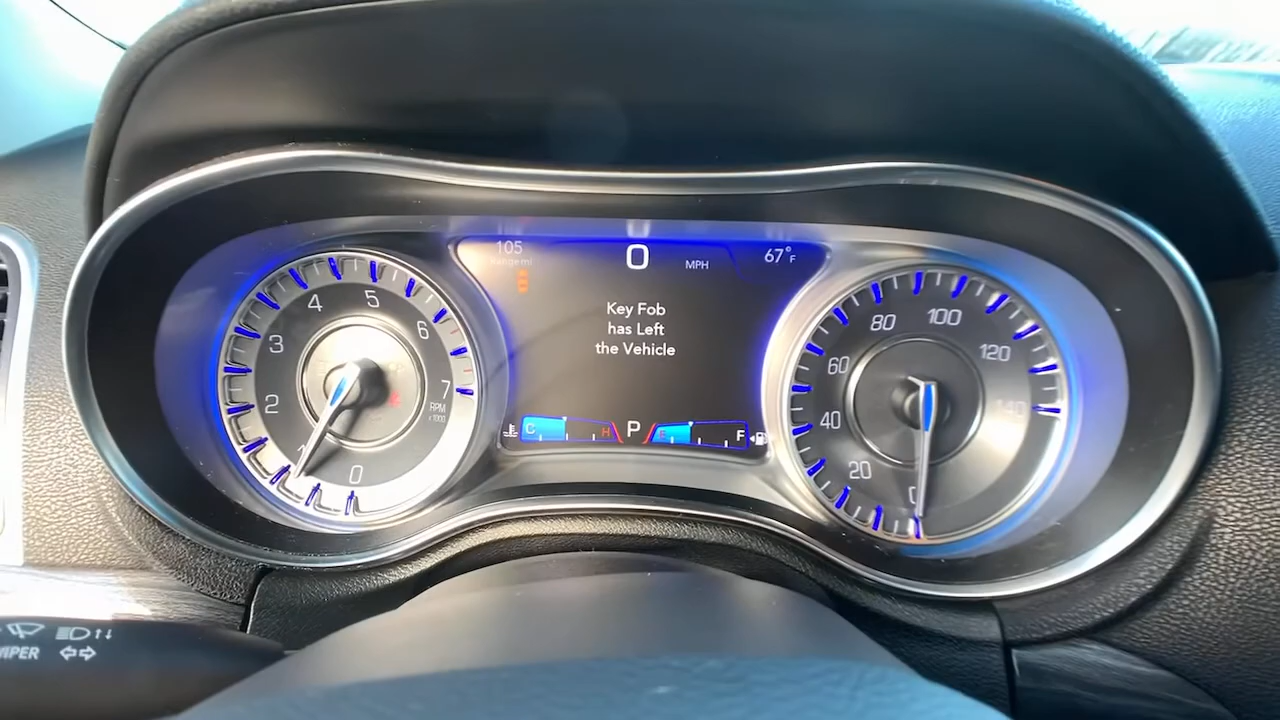 105
0
MPH
67°F
Range mi
Key Fob
has Left
the Vehicle
0
1
2
3
4
5
6
7
RPM
x1000
C
H
P
E
F
0
20
40
60
80
100
120
140
WIPER